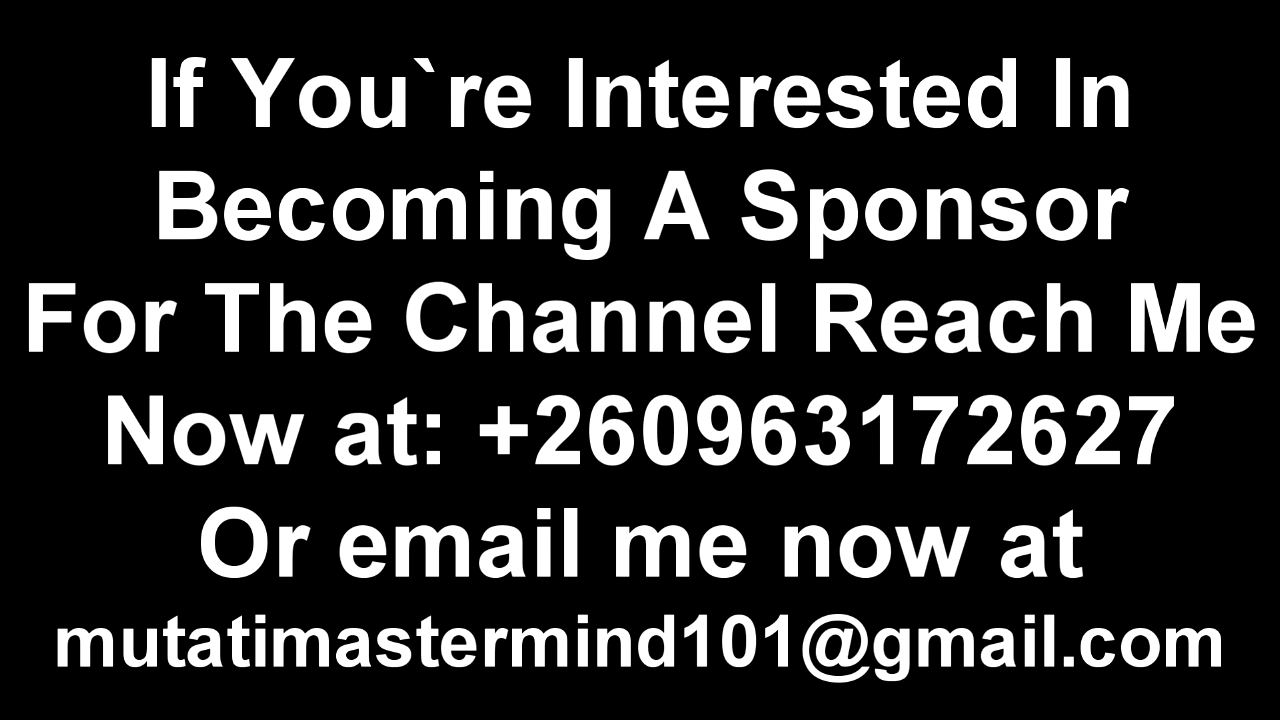 If You`re Interested In
Becoming A Sponsor
For The Channel Reach Me
Now at: +260963172627
Or email me now at
mutatimastermind101@gmail.com